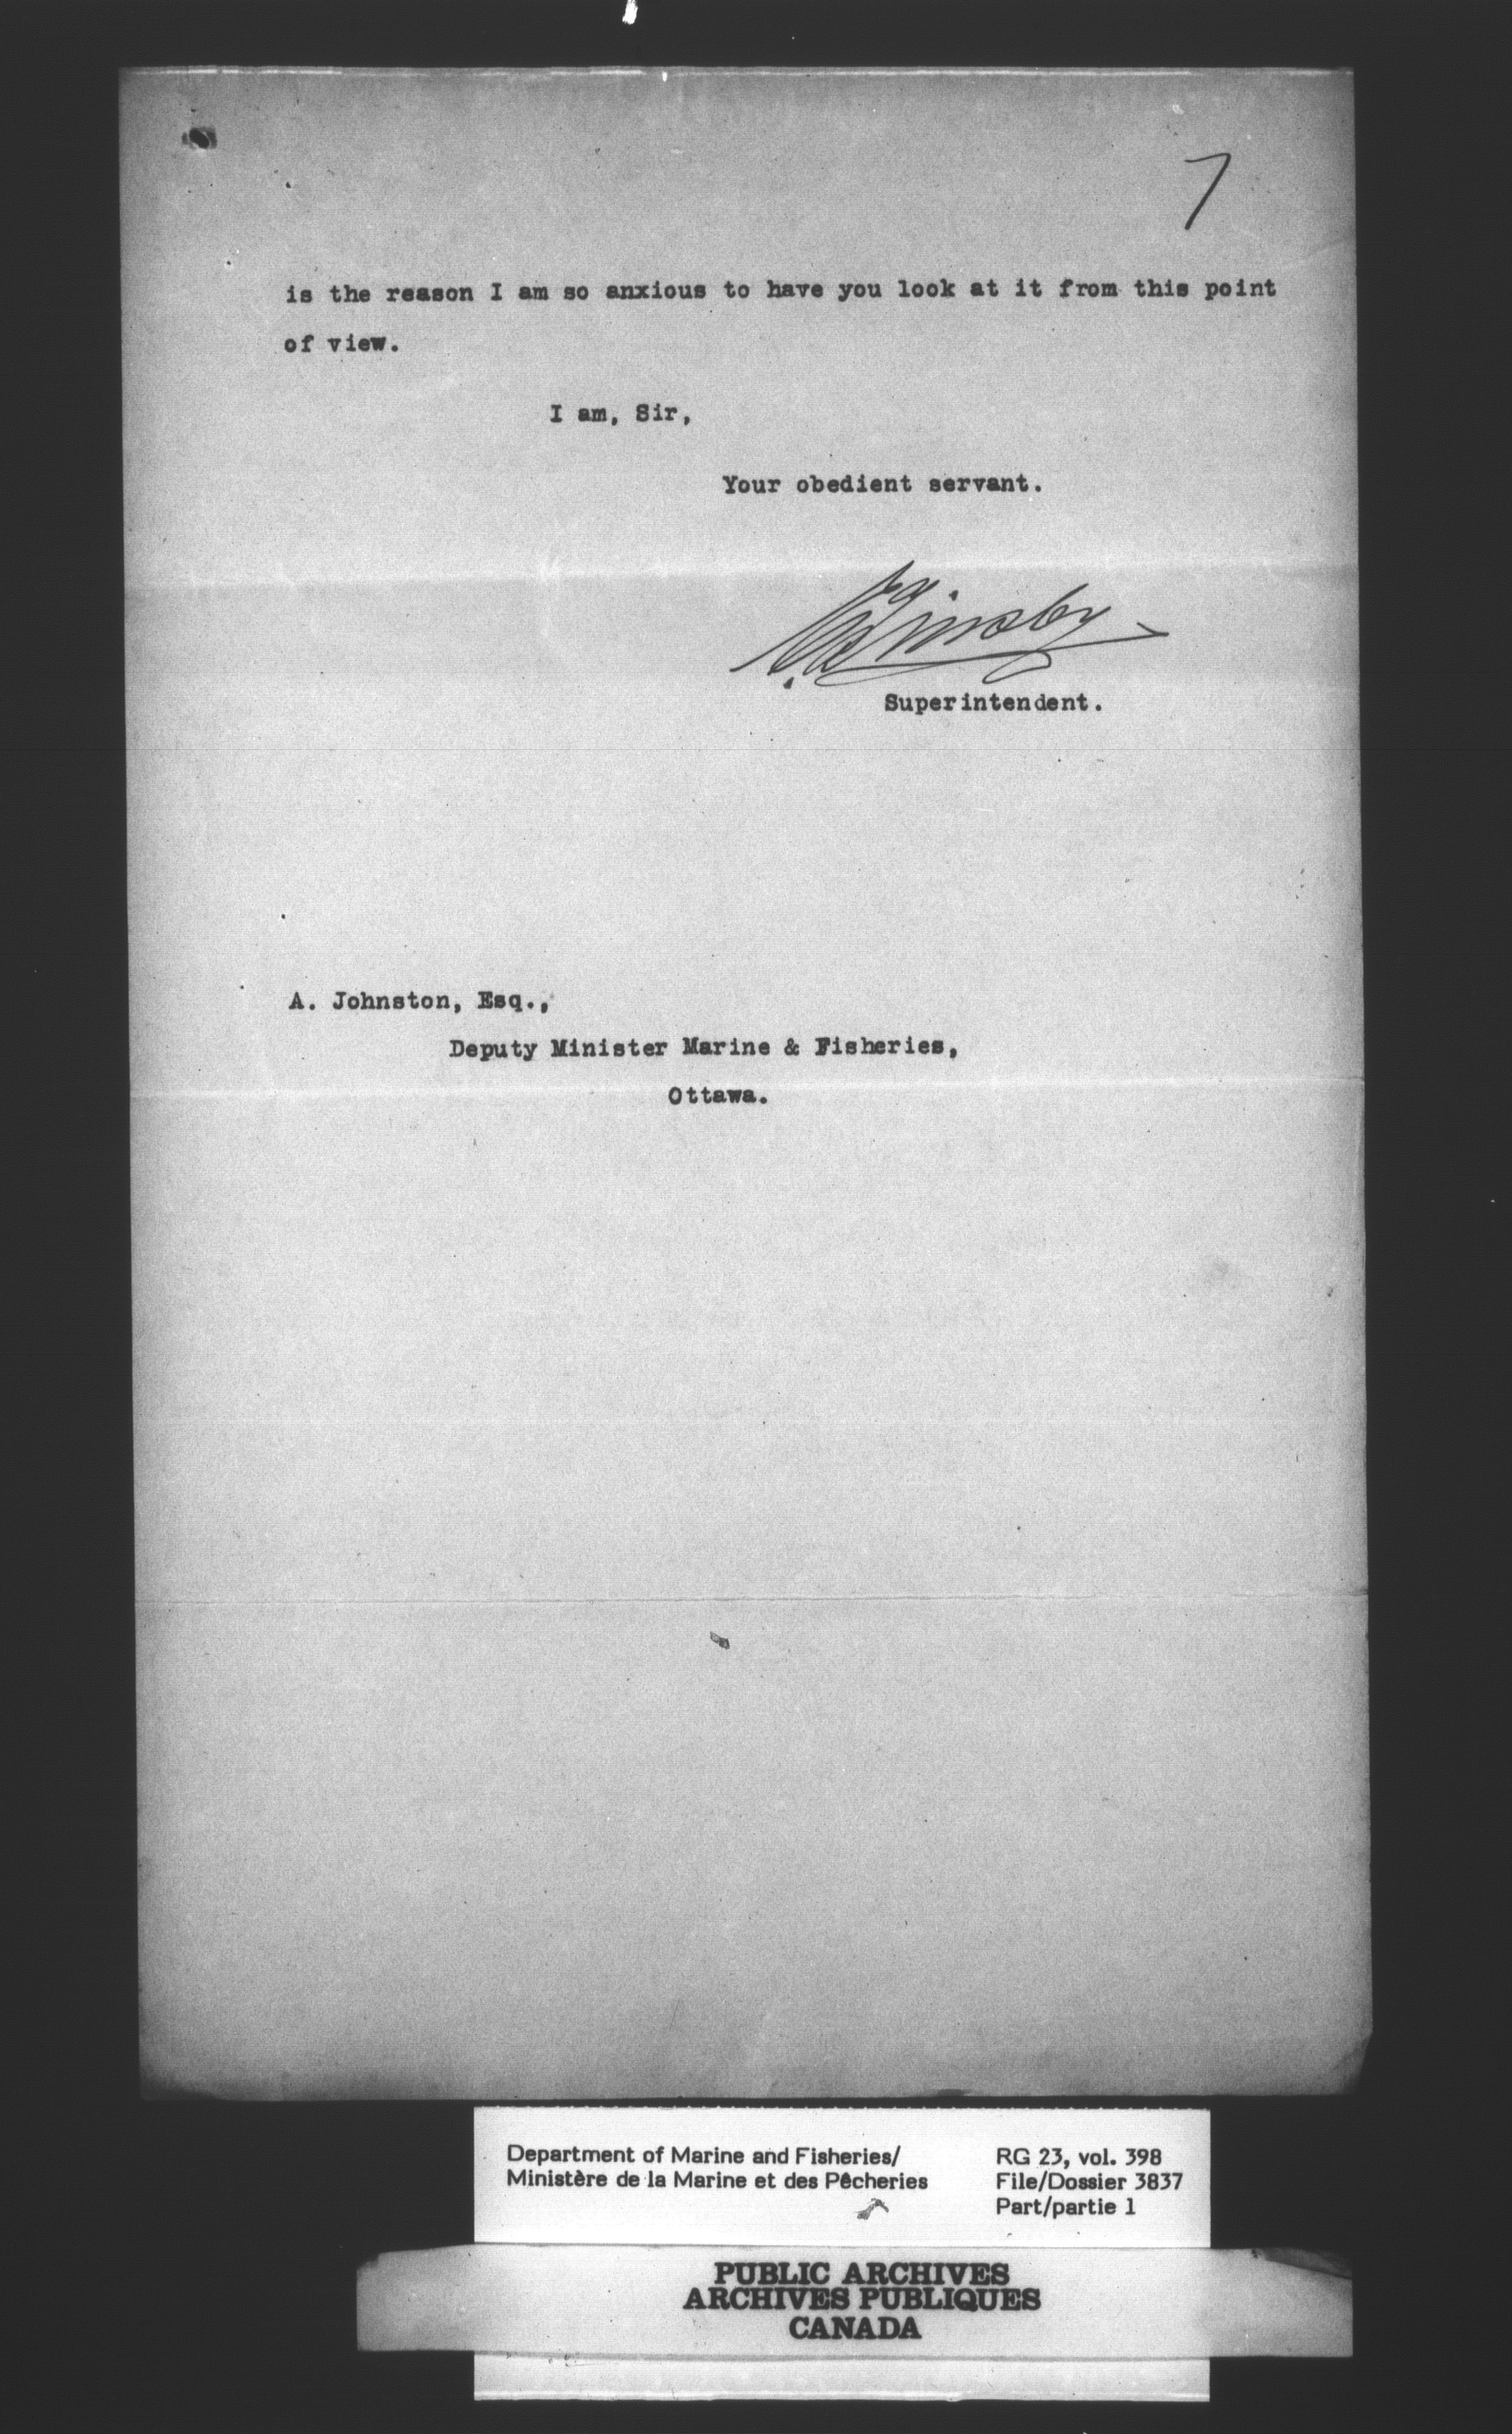 7
is the reason I am so anxious to have you look at it from this point
of view.
I am, Sir,
Your obedient servant.
Superintendent.
A. Johnston, Esq.,
Deputy Minister Marine & Fisheries,
Ottawa.
Department of Marine and Fisheries/
Ministère de la Marine et des Pêcheries
RG 23, vol. 398
File/Dossier 3837
Part/partie 1
PUBLIC ARCHIVES
ARCHIVES PUBLIQUES
CANADA